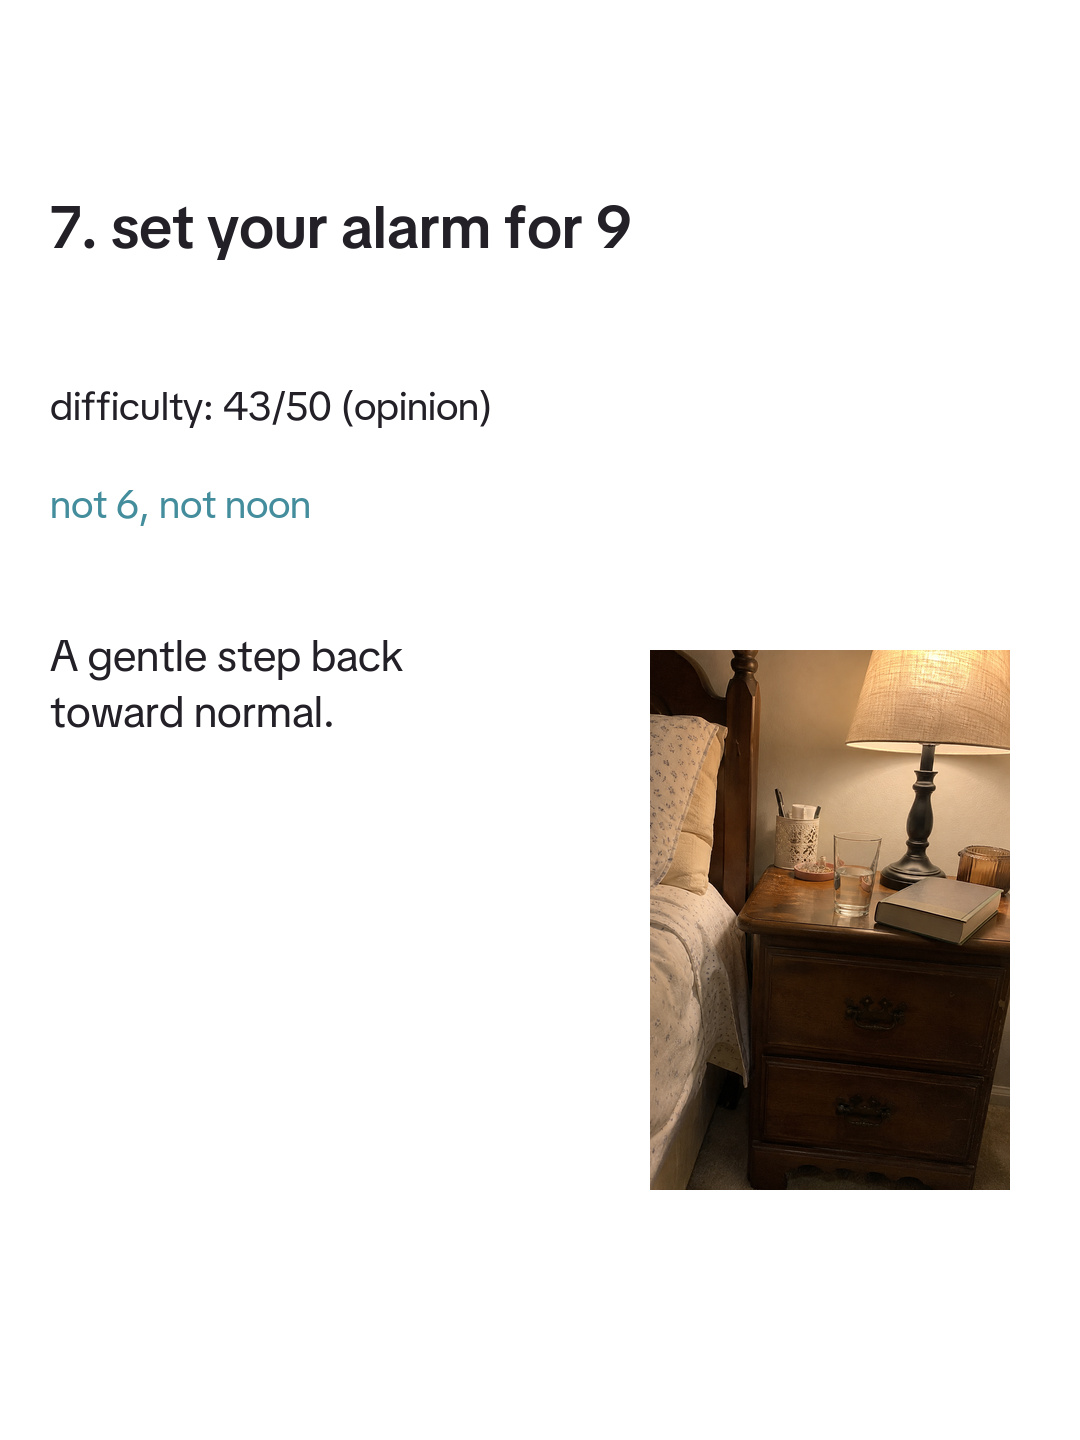 7. set your alarm for 9
difficulty: 43/50 (opinion)
not 6, not noon
A gentle step back
toward normal.